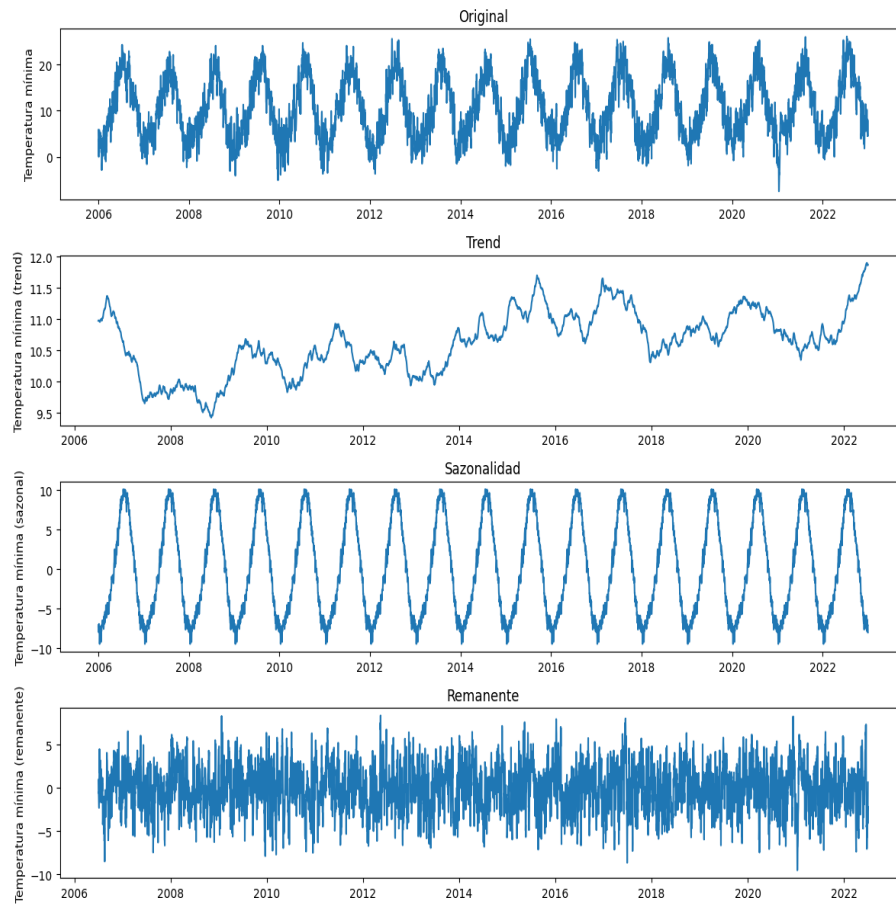 Original
Temperatura mínima
20
10
0
2006 2008 2010 2012 2014 2016 2018 2020 2022
Trend
Temperatura mínima (trend)
12.0
11.5
11.0
10.5
10.0
9.5
2006 2008 2010 2012 2014 2016 2018 2020 2022
Sazonalidad
Temperatura mínima (sazonal)
10
5
0
−5
−10
2006 2008 2010 2012 2014 2016 2018 2020 2022
Remanente
Temperatura mínima (remanente)
5
0
−5
−10
2006 2008 2010 2012 2014 2016 2018 2020 2022